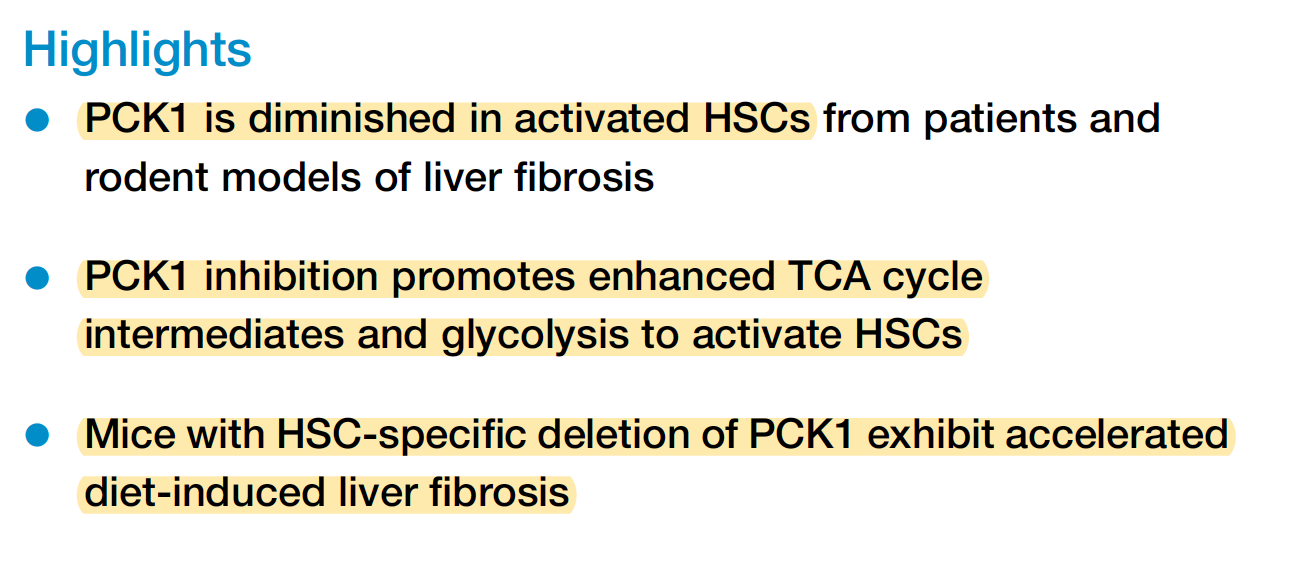 Highlights
● PCK1 is diminished in activated HSCs from patients and
rodent models of liver fibrosis
● PCK1 inhibition promotes enhanced TCA cycle
intermediates and glycolysis to activate HSCs
● Mice with HSC-specific deletion of PCK1 exhibit accelerated
diet-induced liver fibrosis